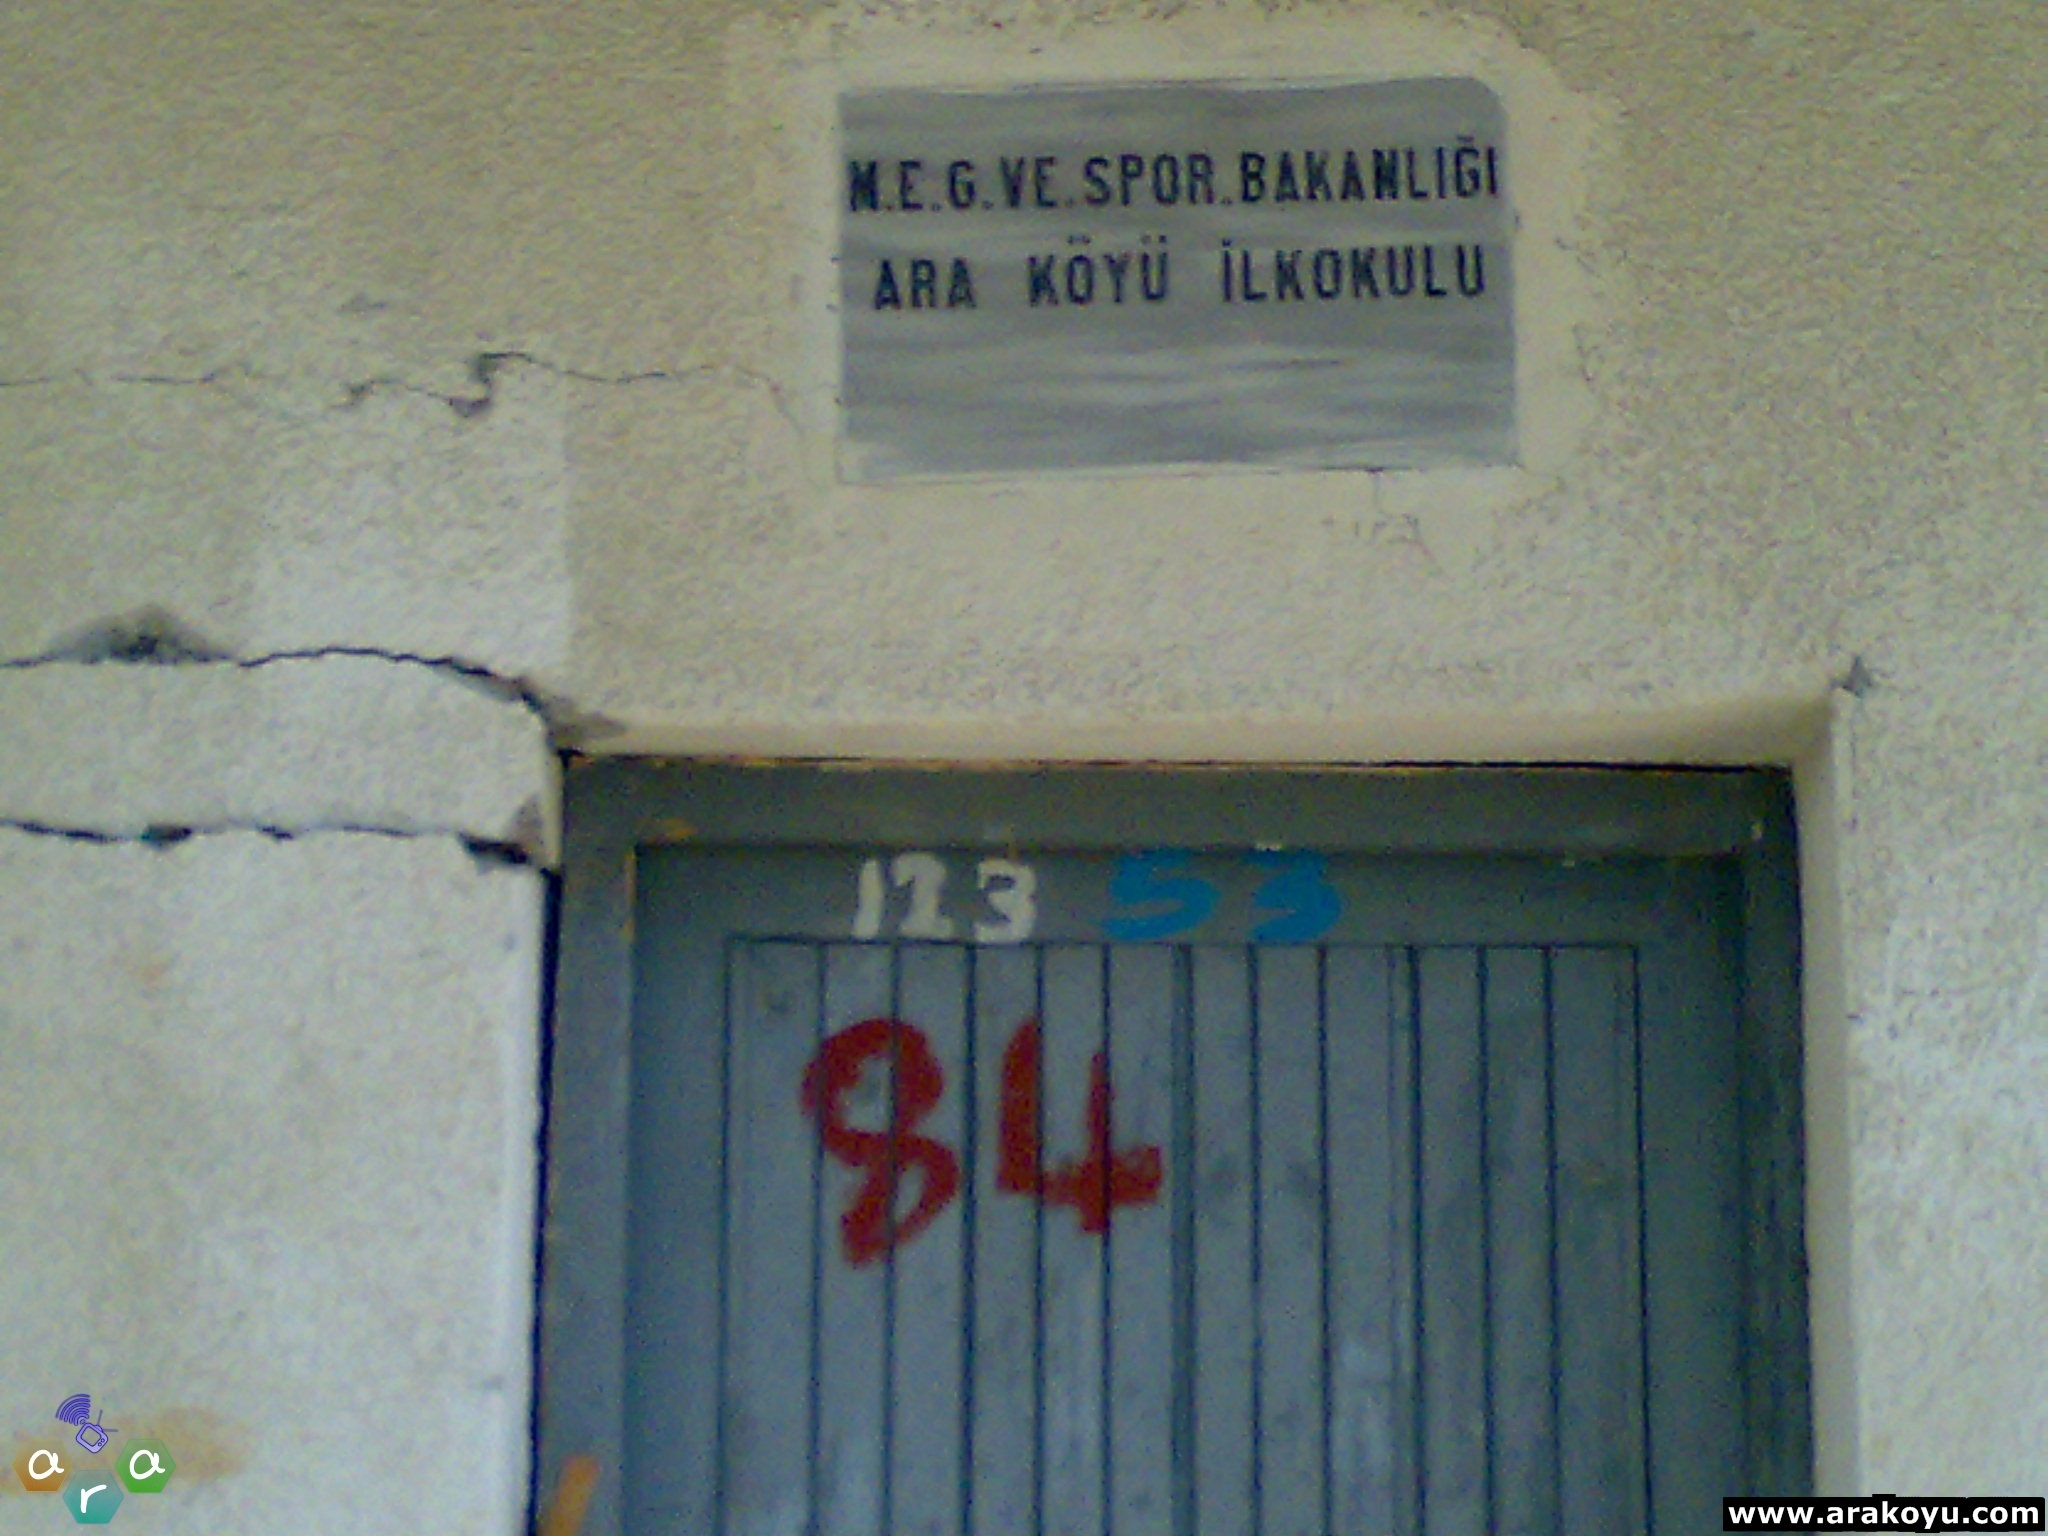 M.E.G.VE.SPOR.BAKANLIĞI
ARA KÖYÜ İLKOKULU
123 53
84
a r a
www.arakoyu.com